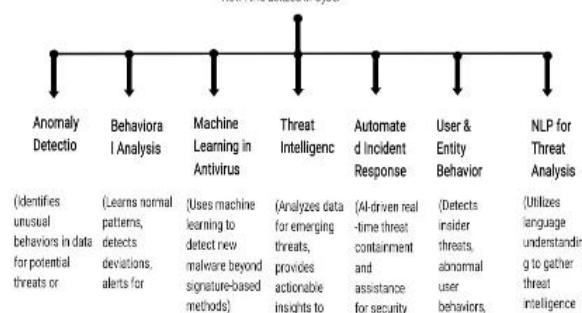 Anomaly
Detectio
(Identifies
unusual
behaviors in data
for potential
threats or
Behaviora
l Analysis
(Learns normal
patterns,
detects
deviations,
alerts for
Machine
Learning in
Antivirus
(Uses machine
learning to
detect new
malware beyond
signature-based
methods)
Threat
Intelligenc
(Analyzes data
for emerging
threats,
provides
actionable
insights to
Automate
d Incident
Response
(AI-driven real
-time threat
containment
and
assistance
for security
User &
Entity
Behavior
(Detects
insider
threats,
abnormal
user
behaviors,
NLP for
Threat
Analysis
(Utilizes
language
understandin
g to gather
threat
intelligence